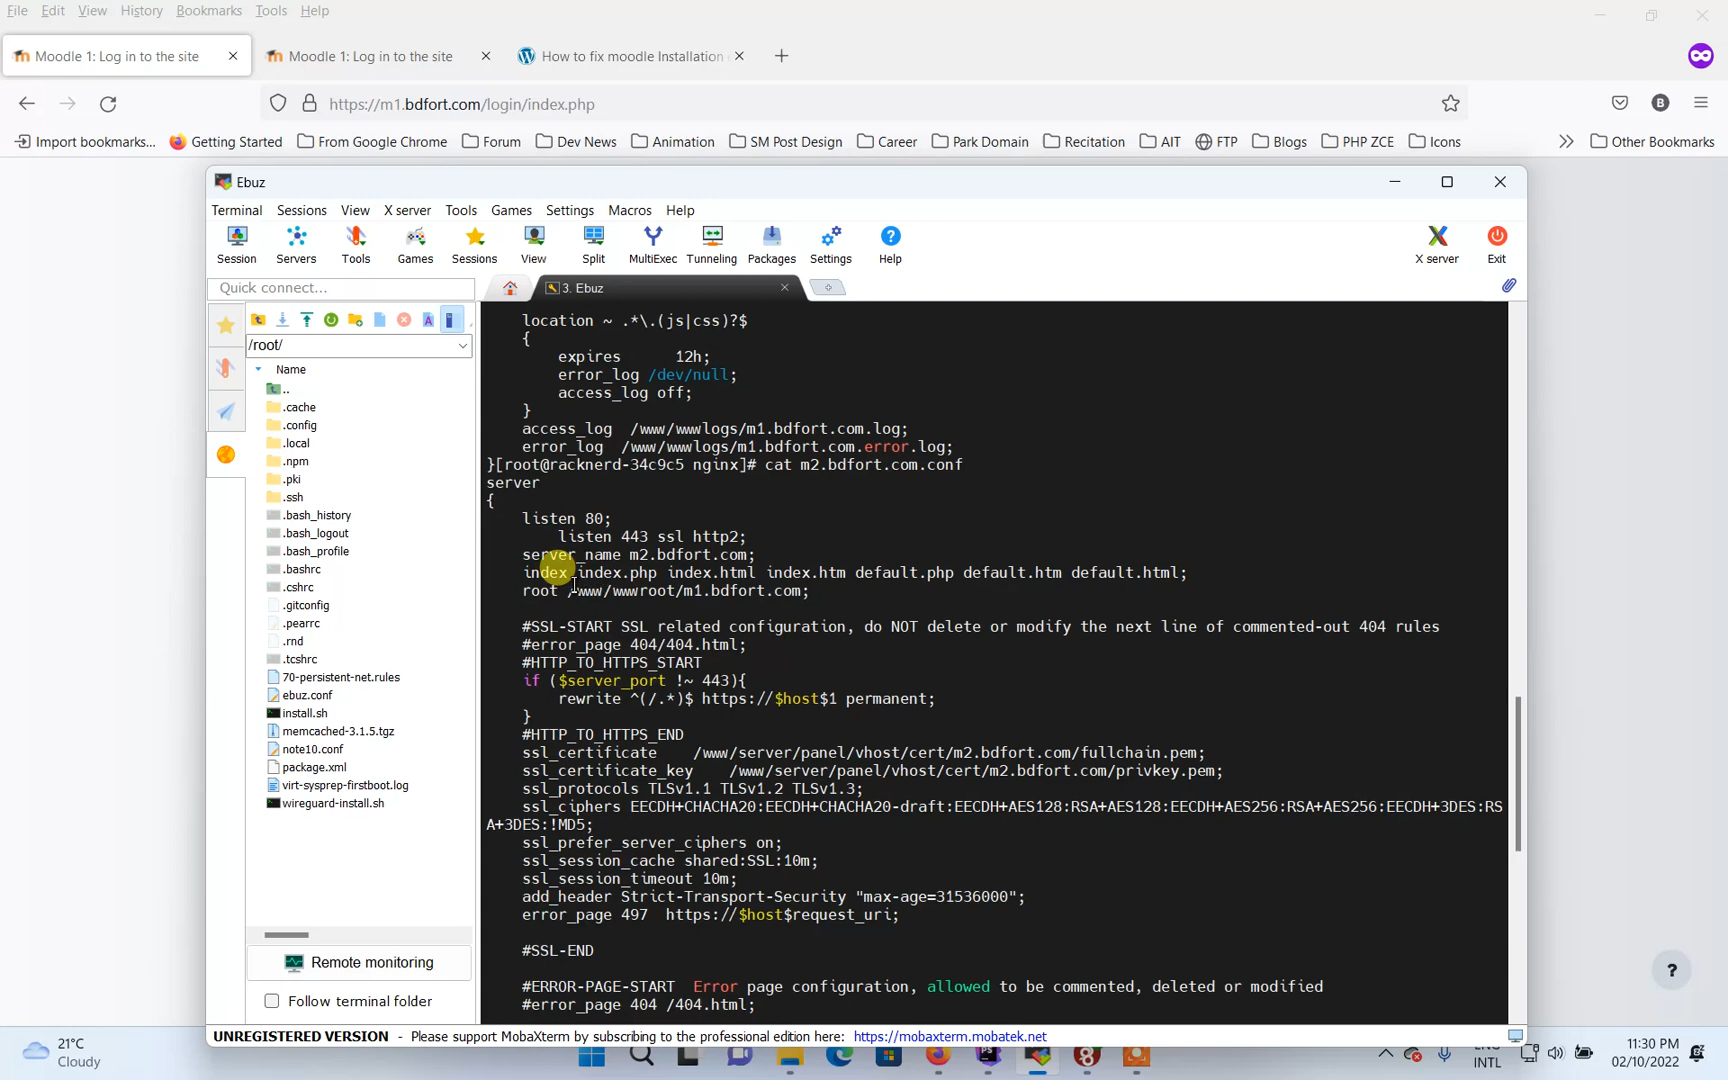 File Edit View History Bookmarks Tools Help
Moodle 1: Log in to the site
Moodle 1: Log in to the site
How to fix moodle Installation
https://m1.bdfort.com/login/index.php
B
Import bookmarks... Getting Started From Google Chrome Forum Dev News Animation SM Post Design Career Park Domain Recitation AIT FTP Blogs PHP ZCE Icons Other Bookmarks
Ebuz
Terminal Sessions View X server Tools Games Settings Macros Help
Session Servers Tools Games Sessions View Split MultiExec Tunneling Packages Settings Help X server Exit
Quick connect...
3. Ebuz
/root/
Name
..
.cache
.config
.local
.npm
.pki
.ssh
.bash_history
.bash_logout
.bash_profile
.bashrc
.cshrc
.gitconfig
.pearrc
.rnd
.tcshrc
70-persistent-net.rules
ebuz.conf
install.sh
memcached-3.1.5.tgz
note10.conf
package.xml
virt-sysprep-firstboot.log
wireguard-install.sh
Remote monitoring
Follow terminal folder
location ~ .*\.(js|css)?$
{
expires 12h;
error_log /dev/null;
access_log off;
}
access_log /www/wwwlogs/m1.bdfort.com.log;
error_log /www/wwwlogs/m1.bdfort.com.error.log;
}[root@racknerd-34c9c5 nginx]# cat m2.bdfort.com.conf
server
{
listen 80;
listen 443 ssl http2;
server_name m2.bdfort.com;
index index.php index.html index.htm default.php default.htm default.html;
root /www/wwwroot/m1.bdfort.com;
#SSL-START SSL related configuration, do NOT delete or modify the next line of commented-out 404 rules
#error_page 404/404.html;
#HTTP_TO_HTTPS_START
if ($server_port !~ 443){
rewrite ^(/.*)$ https://$host$1 permanent;
}
#HTTP_TO_HTTPS_END
ssl_certificate /www/server/panel/vhost/cert/m2.bdfort.com/fullchain.pem;
ssl_certificate_key /www/server/panel/vhost/cert/m2.bdfort.com/privkey.pem;
ssl_protocols TLSv1.1 TLSv1.2 TLSv1.3;
ssl_ciphers EECDH+CHACHA20:EECDH+CHACHA20-draft:EECDH+AES128:RSA+AES128:EECDH+AES256:RSA+AES256:EECDH+3DES:RS
A+3DES:!MD5;
ssl_prefer_server_ciphers on;
ssl_session_cache shared:SSL:10m;
ssl_session_timeout 10m;
add_header Strict-Transport-Security "max-age=31536000";
error_page 497 https://$host$request_uri;
#SSL-END
#ERROR-PAGE-START Error page configuration, allowed to be commented, deleted or modified
#error_page 404 /404.html;
?
UNREGISTERED VERSION - Please support MobaXterm by subscribing to the professional edition here: https://mobaxterm.mobatek.net
21°C
Cloudy
ENG
INTL
11:30 PM
02/10/2022